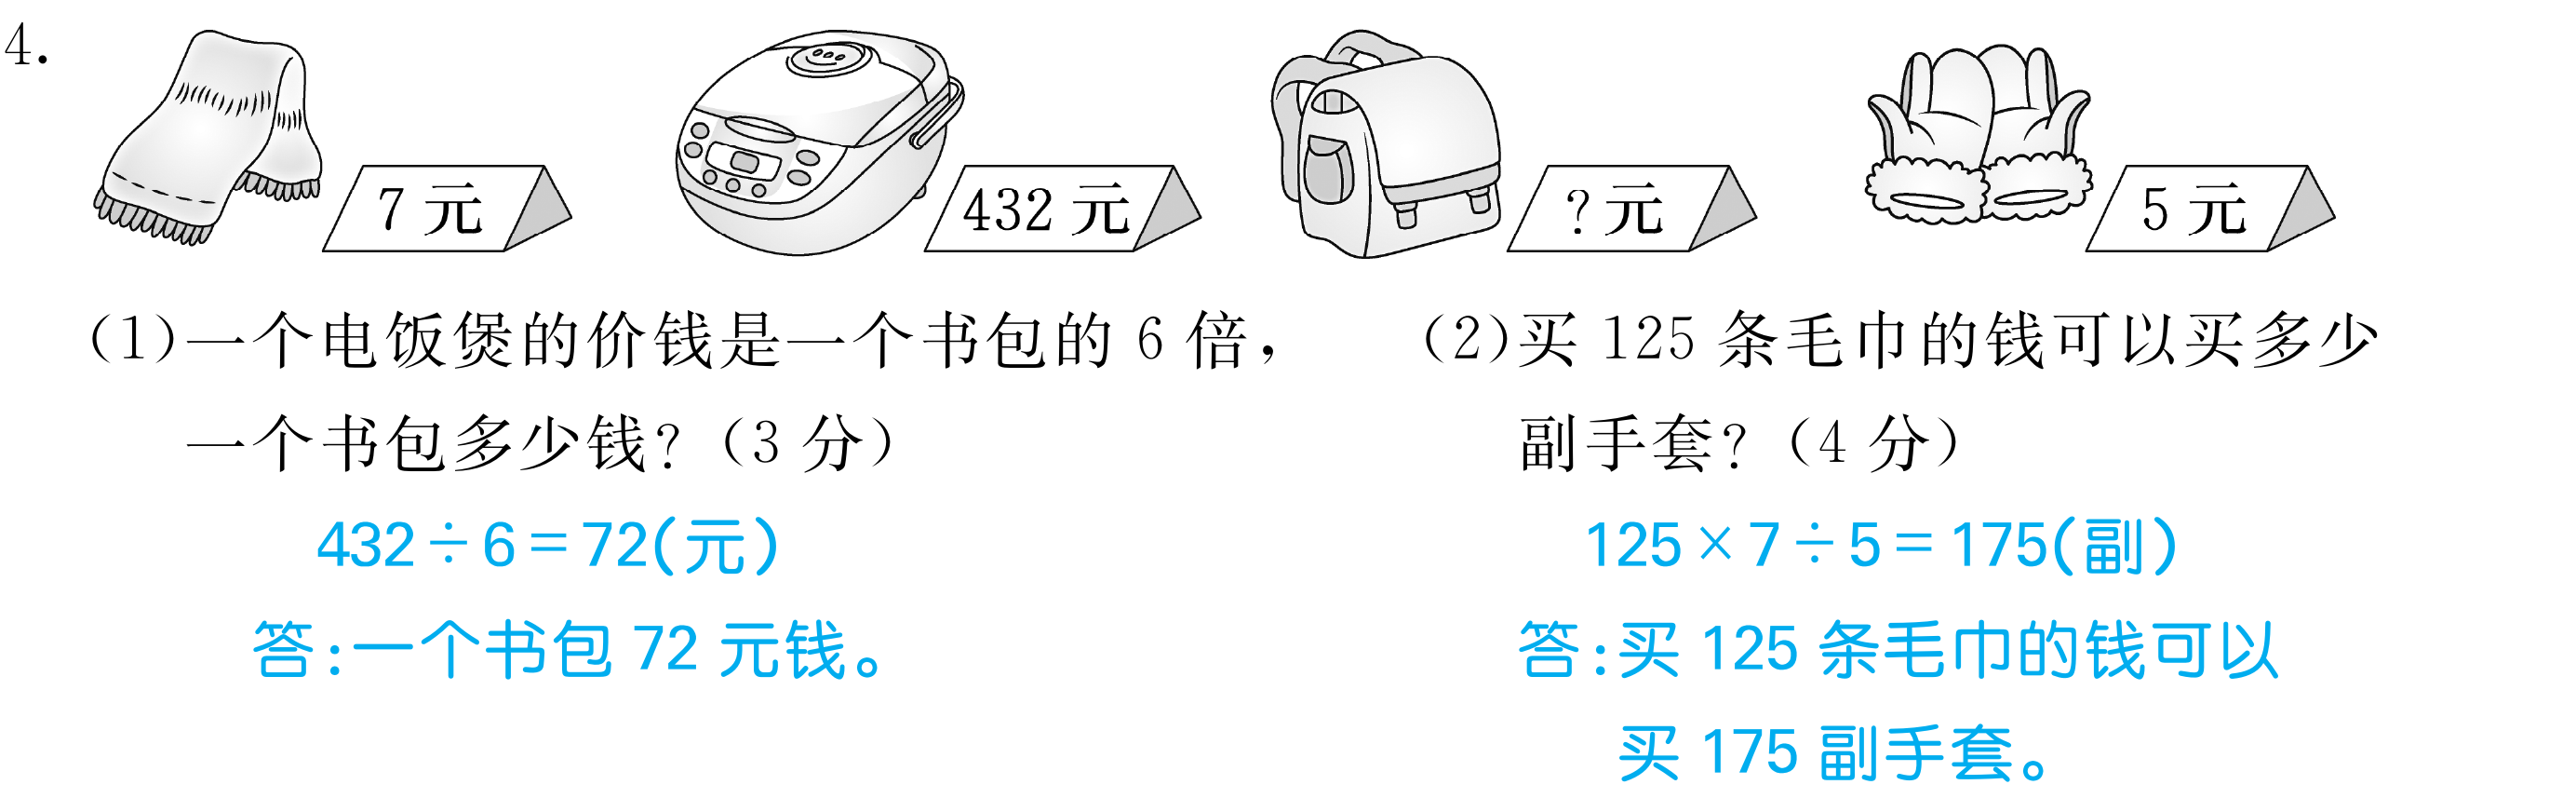 4.
7 元
432 元
? 元
5 元
(1)一个电饭煲的价钱是一个书包的 6 倍，
一个书包多少钱?（3 分）
432÷6=72(元)
答:一个书包 72 元钱。
(2)买 125 条毛巾的钱可以买多少
副手套?（4 分）
125×7÷5=175(副)
答:买 125 条毛巾的钱可以
买 175 副手套。